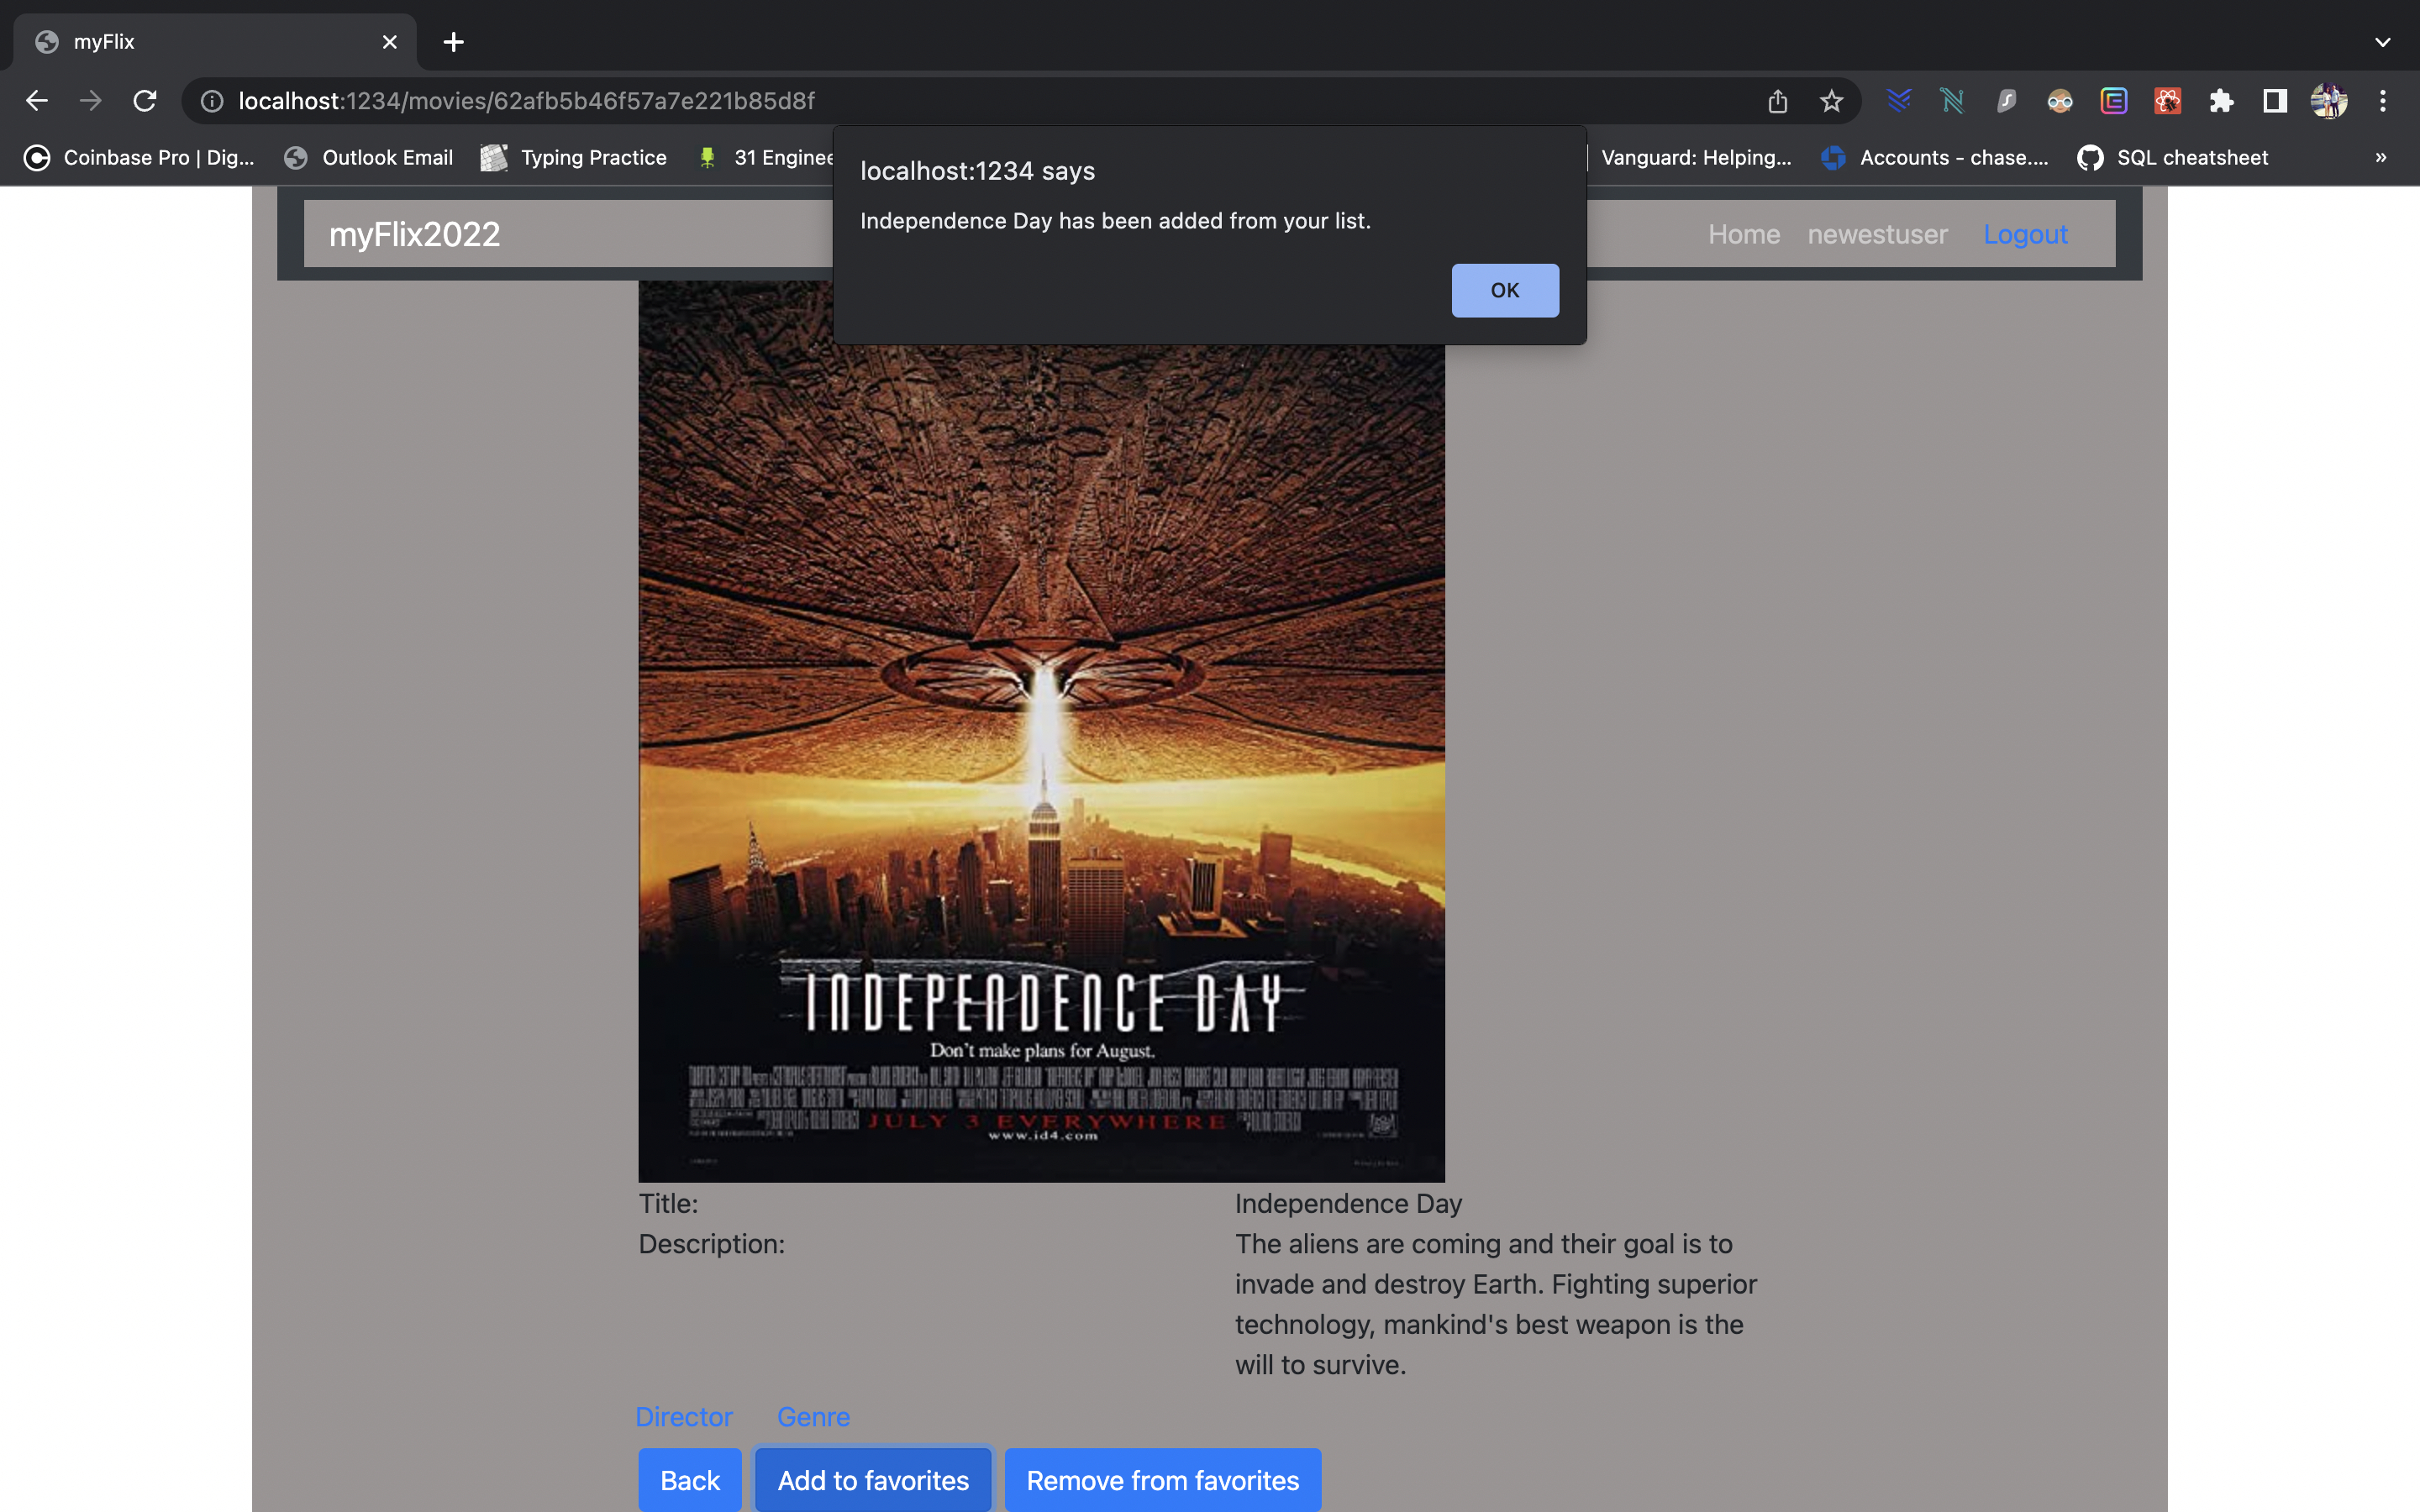 myFlix
localhost:1234/movies/62afb5b46f57a7e221b85d8f
Coinbase Pro | Dig... Outlook Email Typing Practice 31 Enginee Vanguard: Helping... Accounts - chase.... SQL cheatsheet »
localhost:1234 says
Independence Day has been added from your list.
OK
myFlix2022 Home newestuser Logout
INDEPENDENCE DAY
Don't make plans for August.
JULY 3 EVERYWHERE
www.id4.com
Title: Independence Day
Description: The aliens are coming and their goal is to
invade and destroy Earth. Fighting superior
technology, mankind's best weapon is the
will to survive.
Director Genre
Back Add to favorites Remove from favorites